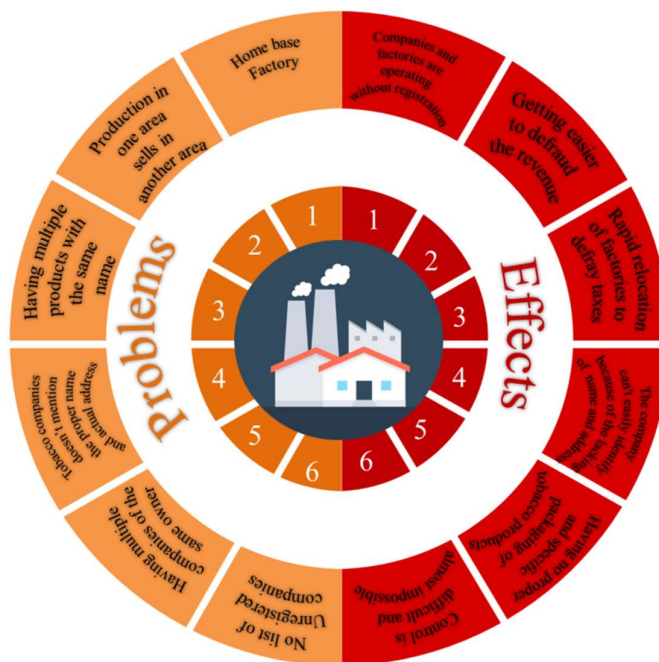 Problems
1
Home base
Factory
2
Production in
one area
sells in
another area
3
Having multiple
products with
the same
name
4
Tobacco companies
doesn't mention
the proper name
and actual address
5
Having multiple
companies of the
same owner
6
No list of
Unregistered
companies
Effects
1
Companies and
factories are
operating
without registration
2
Getting easier
to defraud
the revenue
3
Rapid relocation
of factories to
defray taxes
4
The company
can't easily identify
because of the lacking
of name and address
5
Having no proper
and specific
packaging of
tobacco products
6
Control is
difficult and
almost impossible